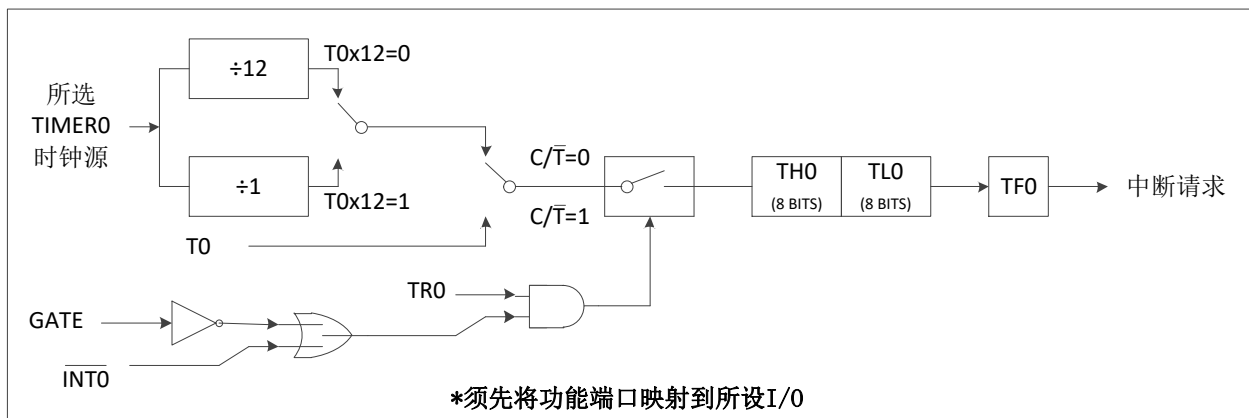 ÷12
T0x12=0
所选
TIMER0
时钟源
÷1
T0x12=1
T0
C/T̅=0
C/T̅=1
TH0
(8 BITS)
TL0
(8 BITS)
TF0
中断请求
TR0
GATE
I̅N̅T̅0̅
*须先将功能端口映射到所设I/O